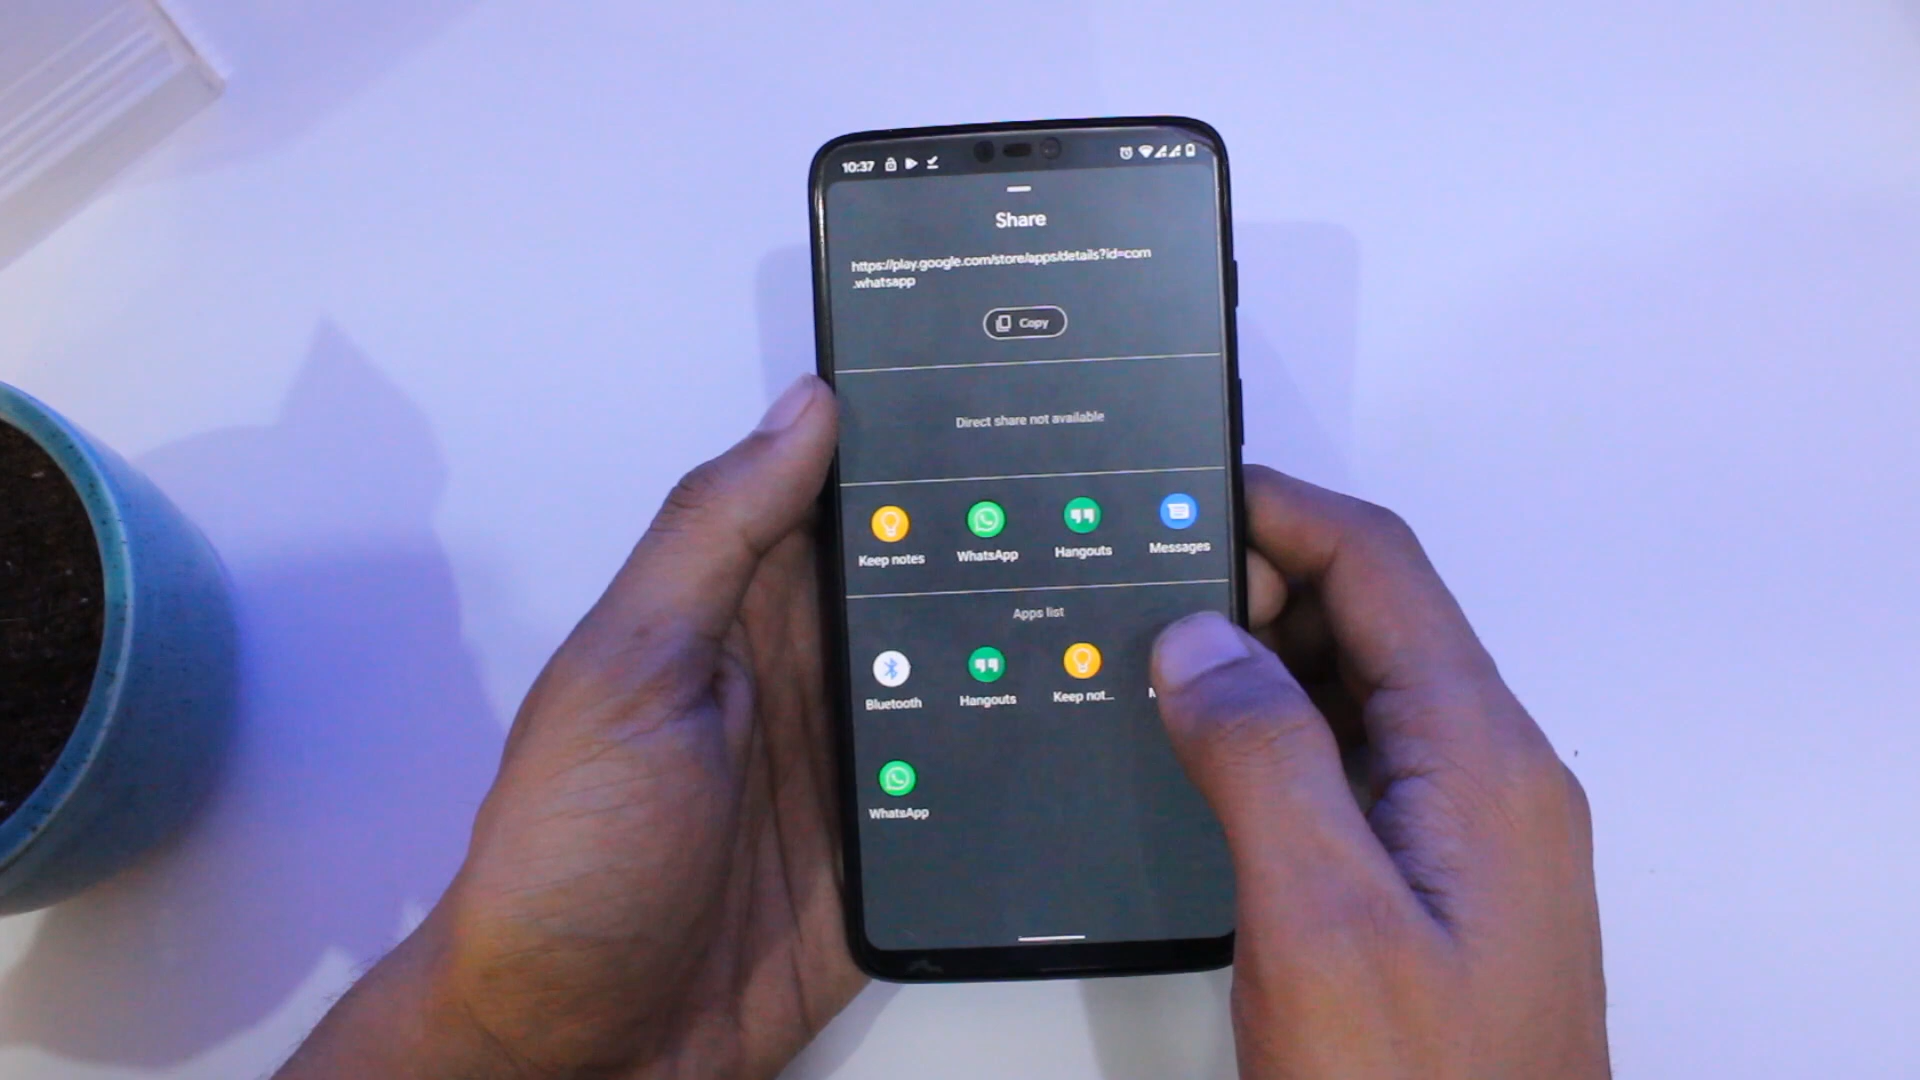 10:37
Share
https://play.google.com/store/apps/details?id=com
.whatsapp
Copy
Direct share not available
Keep notes
WhatsApp
Hangouts
Messages
Apps list
Bluetooth
Hangouts
Keep not...
WhatsApp